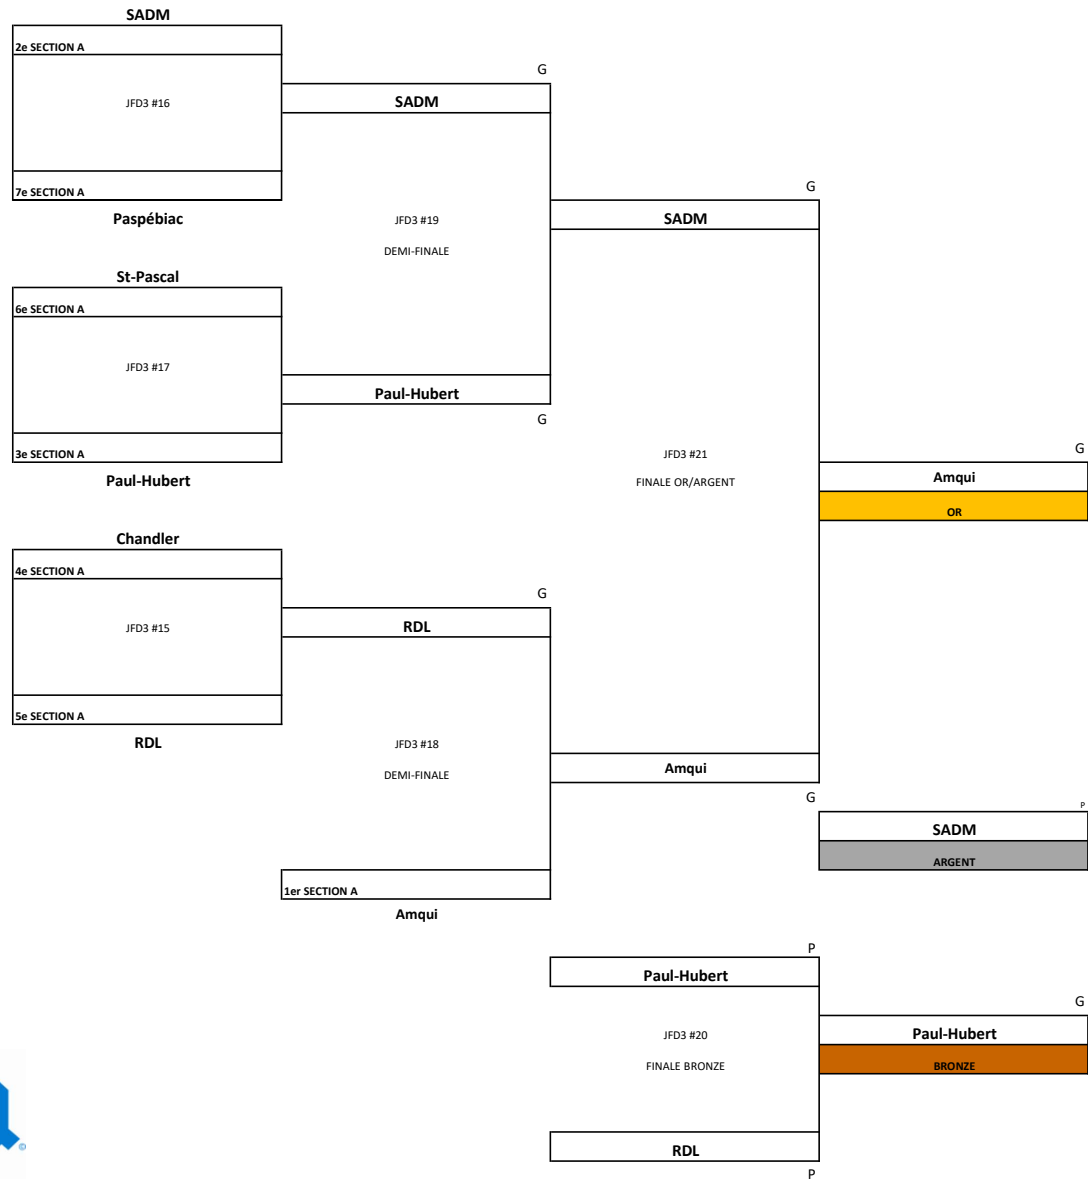 SADM
2e SECTION A
G
JFD3 #16
SADM
7e SECTION A
G
Paspébiac
JFD3 #19
SADM
DEMI-FINALE
St-Pascal
6e SECTION A
JFD3 #17
Paul-Hubert
G
3e SECTION A
JFD3 #21
G
Paul-Hubert
FINALE OR/ARGENT
Amqui
OR
Chandler
4e SECTION A
G
JFD3 #15
RDL
5e SECTION A
RDL
JFD3 #18
DEMI-FINALE
Amqui
G
P
SADM
ARGENT
1er SECTION A
Amqui
P
Paul-Hubert
G
JFD3 #20
Paul-Hubert
FINALE BRONZE
BRONZE
RDL
P
©